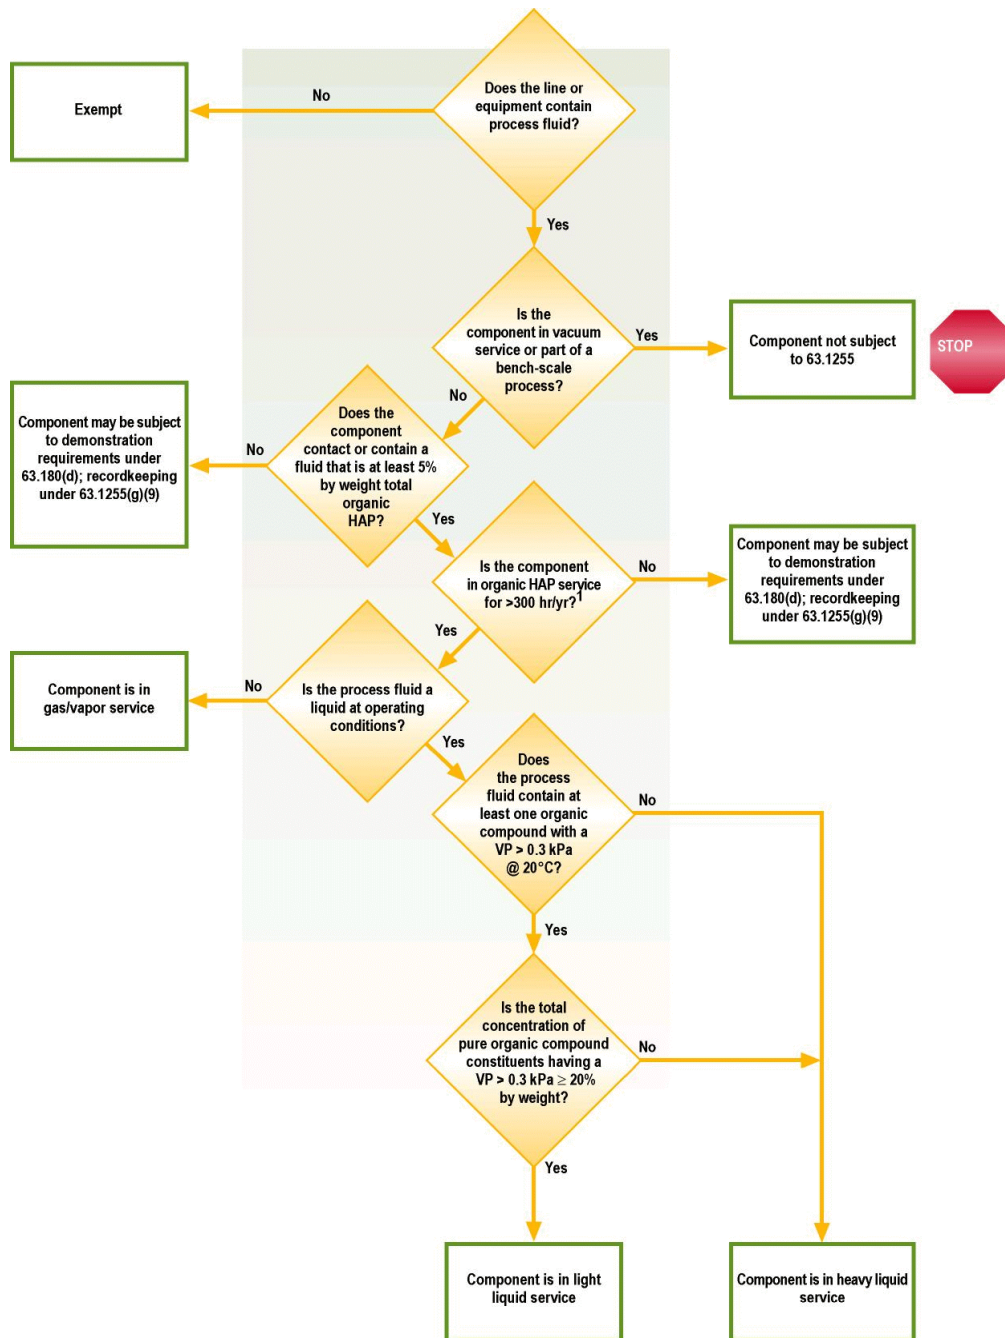 Does the line or
equipment contain
process fluid?
No
Exempt
Yes
Is the
component in vacuum
service or part of a
bench-scale
process?
Yes
Component not subject
to 63.1255
STOP
No
Does the
component
contact or contain a
fluid that is at least 5%
by weight total
organic
HAP?
No
Component may be subject
to demonstration
requirements under
63.180(d); recordkeeping
under 63.1255(g)(9)
Yes
Is the component
in organic HAP service
for >300 hr/yr?1
No
Component may be subject
to demonstration
requirements under
63.180(d); recordkeeping
under 63.1255(g)(9)
Yes
Is the process fluid a
liquid at operating
conditions?
No
Component is in
gas/vapor service
Yes
Does
the process
fluid contain at
least one organic
compound with a
VP > 0.3 kPa
@ 20°C?
No
Yes
Is the total
concentration of
pure organic compound
constituents having a
VP > 0.3 kPa ≥ 20%
by weight?
No
Yes
Component is in light
liquid service
Component is in heavy liquid
service